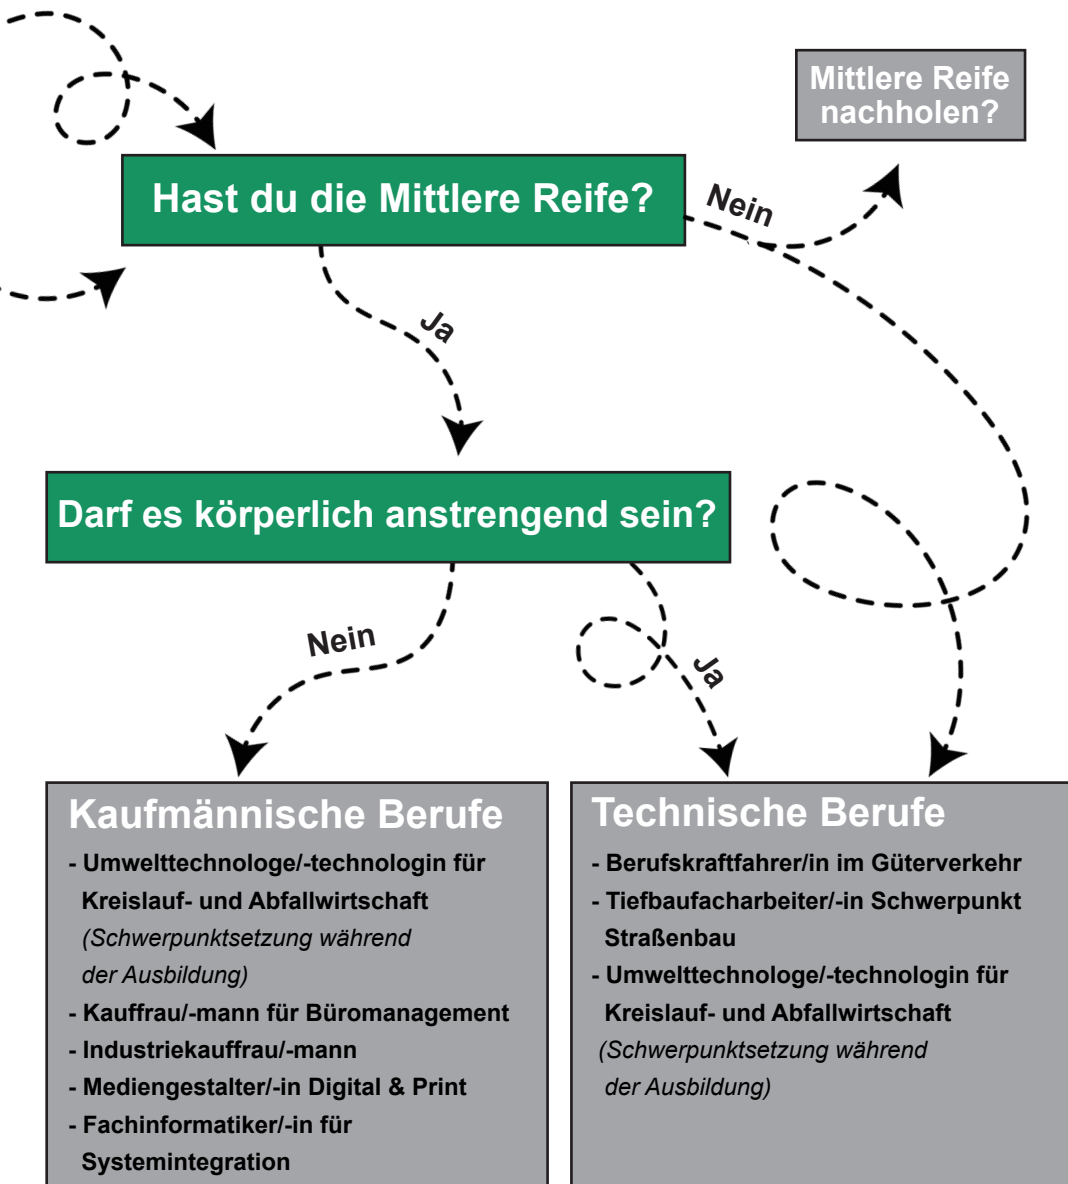 Mittlere Reife
nachholen?
Hast du die Mittlere Reife?
Nein
Ja
Darf es körperlich anstrengend sein?
Nein
Ja
Kaufmännische Berufe
- Umwelttechnologe/-technologin für
Kreislauf- und Abfallwirtschaft
(Schwerpunktsetzung während
der Ausbildung)
- Kauffrau/-mann für Büromanagement
- Industriekauffrau/-mann
- Mediengestalter/-in Digital & Print
- Fachinformatiker/-in für
Systemintegration
Technische Berufe
- Berufskraftfahrer/in im Güterverkehr
- Tiefbaufacharbeiter/-in Schwerpunkt
Straßenbau
- Umwelttechnologe/-technologin für
Kreislauf- und Abfallwirtschaft
(Schwerpunktsetzung während
der Ausbildung)